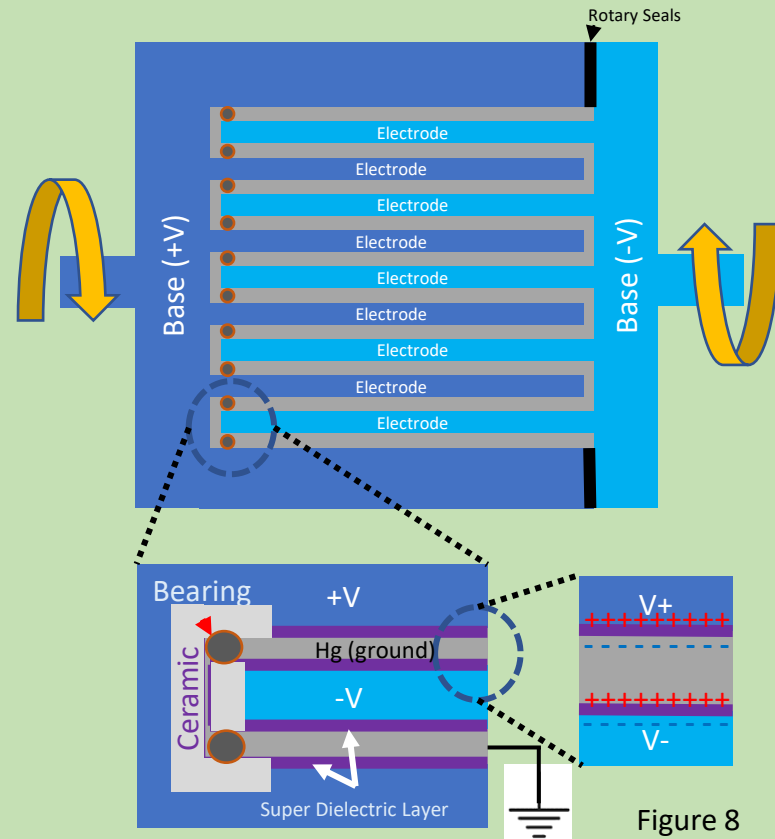 Rotary Seals
Electrode
Electrode
Electrode
Electrode
Electrode
Electrode
Electrode
Electrode
Electrode
Base (+V)
Base (-V)
Bearing
+V
Hg (ground)
-V
Ceramic
Super Dielectric Layer
V+
+++++++++
- - - - - - - - -
+++++++++
- - - - - - - - -
V-
Figure 8